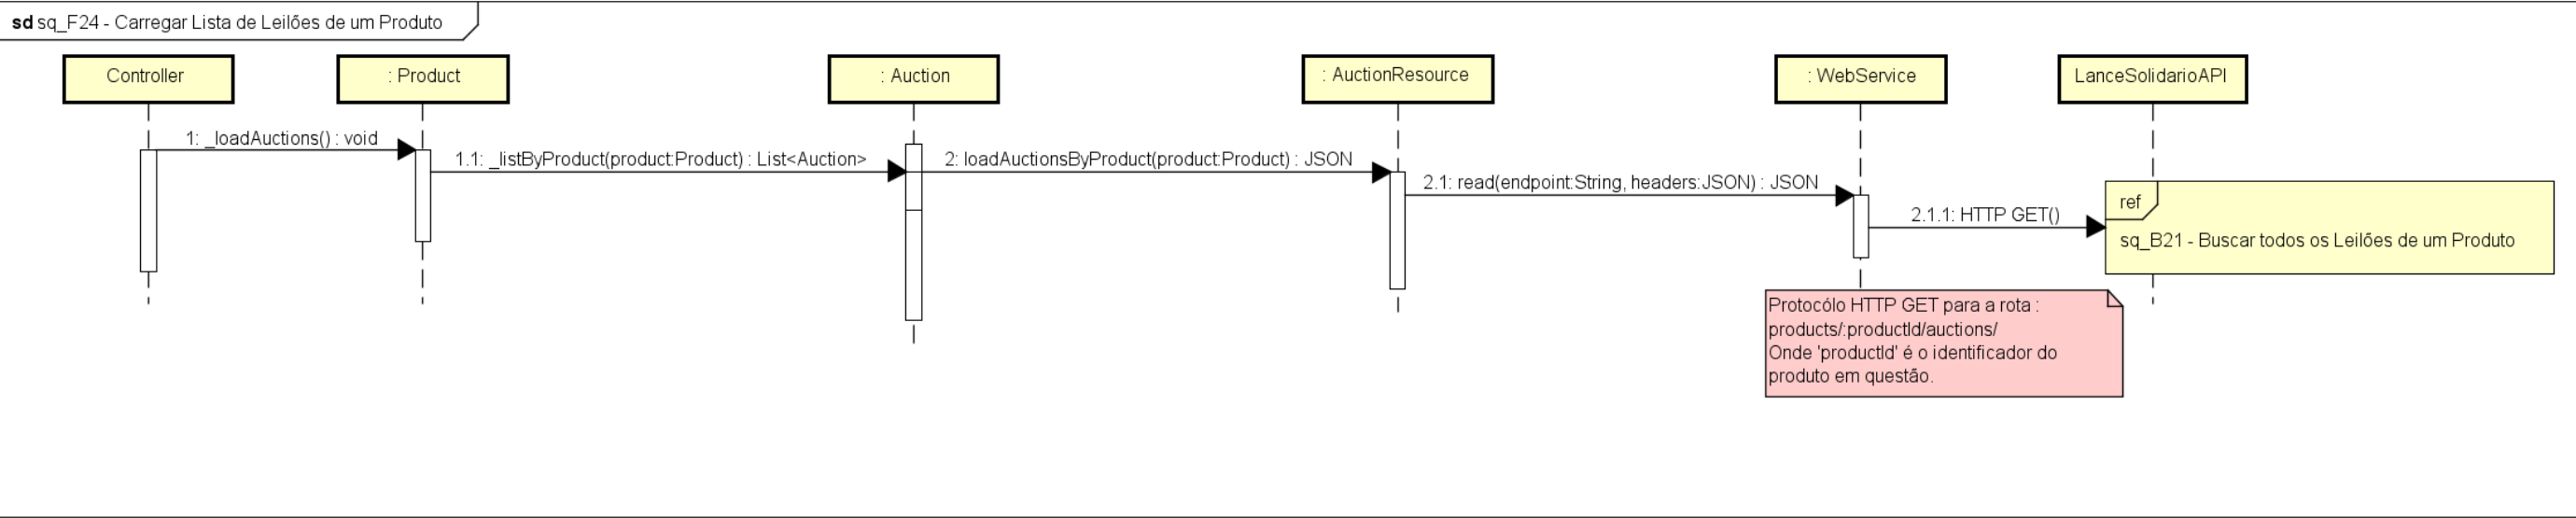 sd sq_F24 - Carregar Lista de Leilões de um Produto
Controller
: Product
: Auction
: AuctionResource
: WebService
LanceSolidarioAPI
1: _loadAuctions() : void
1.1: _listByProduct(product:Product) : List<Auction>
2: loadAuctionsByProduct(product:Product) : JSON
2.1: read(endpoint:String, headers:JSON) : JSON
2.1.1: HTTP GET()
ref
sq_B21 - Buscar todos os Leilões de um Produto
Protocólo HTTP GET para a rota :
products/:productId/auctions/
Onde 'productId' é o identificador do
produto em questão.